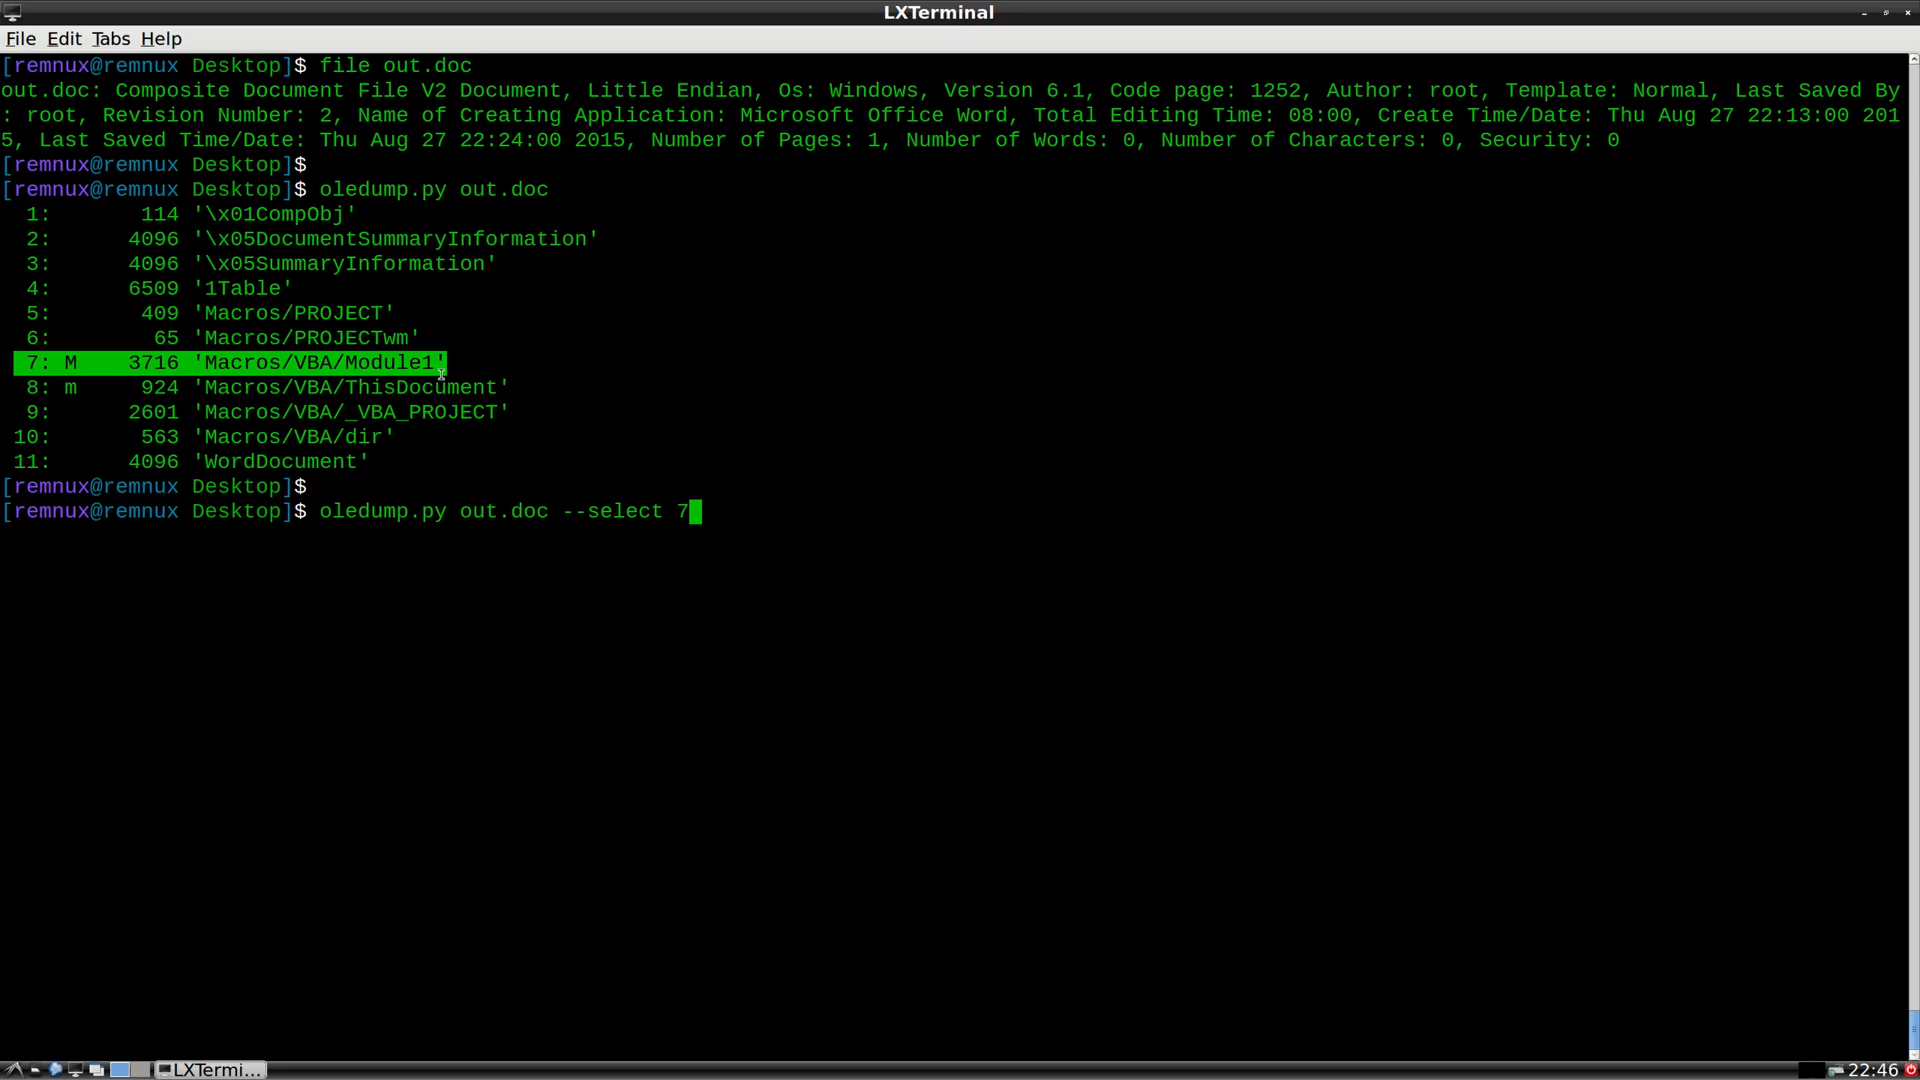 LXTerminal
File Edit Tabs Help
[remnux@remnux Desktop]$ file out.doc
out.doc: Composite Document File V2 Document, Little Endian, Os: Windows, Version 6.1, Code page: 1252, Author: root, Template: Normal, Last Saved By
: root, Revision Number: 2, Name of Creating Application: Microsoft Office Word, Total Editing Time: 08:00, Create Time/Date: Thu Aug 27 22:13:00 201
5, Last Saved Time/Date: Thu Aug 27 22:24:00 2015, Number of Pages: 1, Number of Words: 0, Number of Characters: 0, Security: 0
[remnux@remnux Desktop]$
[remnux@remnux Desktop]$ oledump.py out.doc
  1:       114 '\x01CompObj'
  2:      4096 '\x05DocumentSummaryInformation'
  3:      4096 '\x05SummaryInformation'
  4:      6509 '1Table'
  5:       409 'Macros/PROJECT'
  6:        65 'Macros/PROJECTwm'
  7: M    3716 'Macros/VBA/Module1'
  8: m     924 'Macros/VBA/ThisDocument'
  9:      2601 'Macros/VBA/_VBA_PROJECT'
 10:       563 'Macros/VBA/dir'
 11:      4096 'WordDocument'
[remnux@remnux Desktop]$
[remnux@remnux Desktop]$ oledump.py out.doc --select 7
LXTermi...
22:46